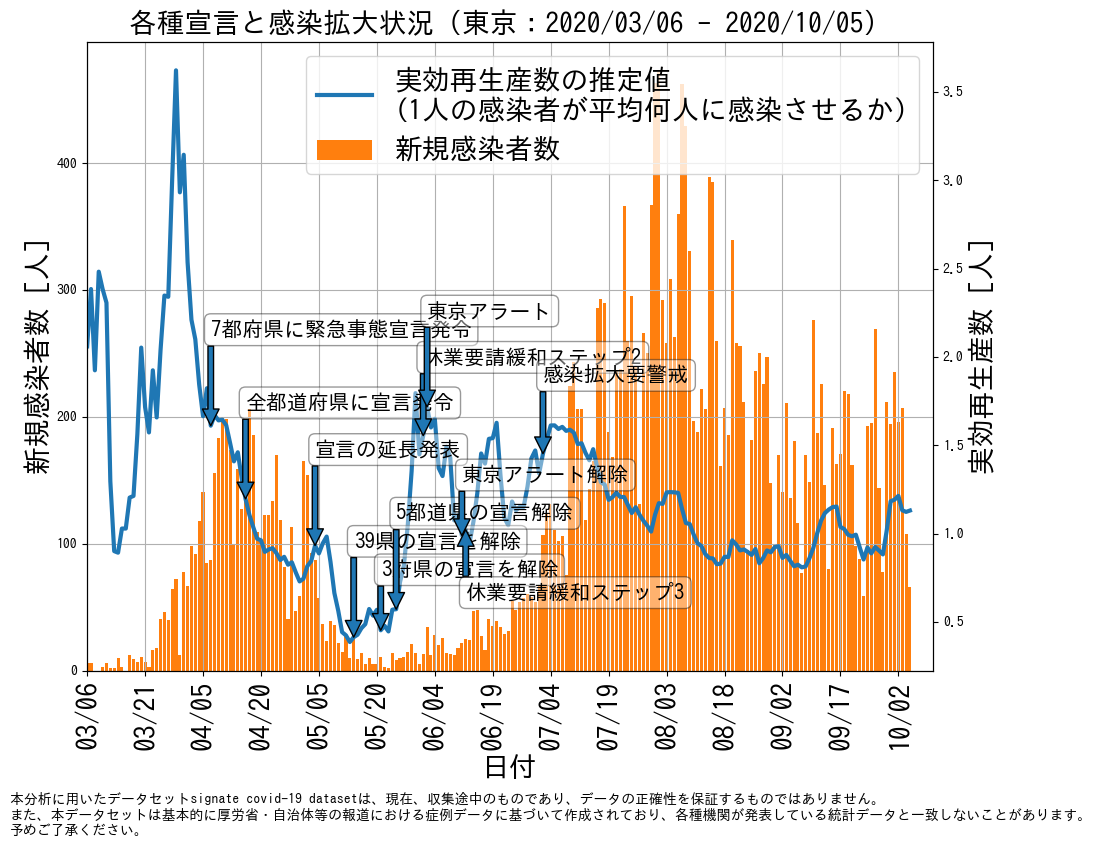 各種宣言と感染拡大状況 (東京：2020/03/06 - 2020/10/05)
実効再生産数の推定値
(1人の感染者が平均何人に感染させるか)
新規感染者数
新規感染者数 [人]
400
300
200
100
0
3.5
3.0
2.5
2.0
1.5
1.0
0.5
実効再生産数 [人]
東京アラート
7都府県に緊急事態宣言発令
休業要請緩和ステップ2
感染拡大要警戒
全都道府県に宣言発令
宣言の延長発表
東京アラート解除
5都道県の宣言解除
39県の宣言を解除
3府県の宣言を解除
休業要請緩和ステップ3
03/06
03/21
04/05
04/20
05/05
05/20
06/04
06/19
07/04
07/19
08/03
08/18
09/02
09/17
10/02
日付
本分析に用いたデータセットsignate covid-19 datasetは、現在、収集途中のものであり、データの正確性を保証するものではありません。
また、本データセットは基本的に厚労省・自治体等の報道における症例データに基づいて作成されており、各種機関が発表している統計データと一致しないことがあります。
予めご了承ください。